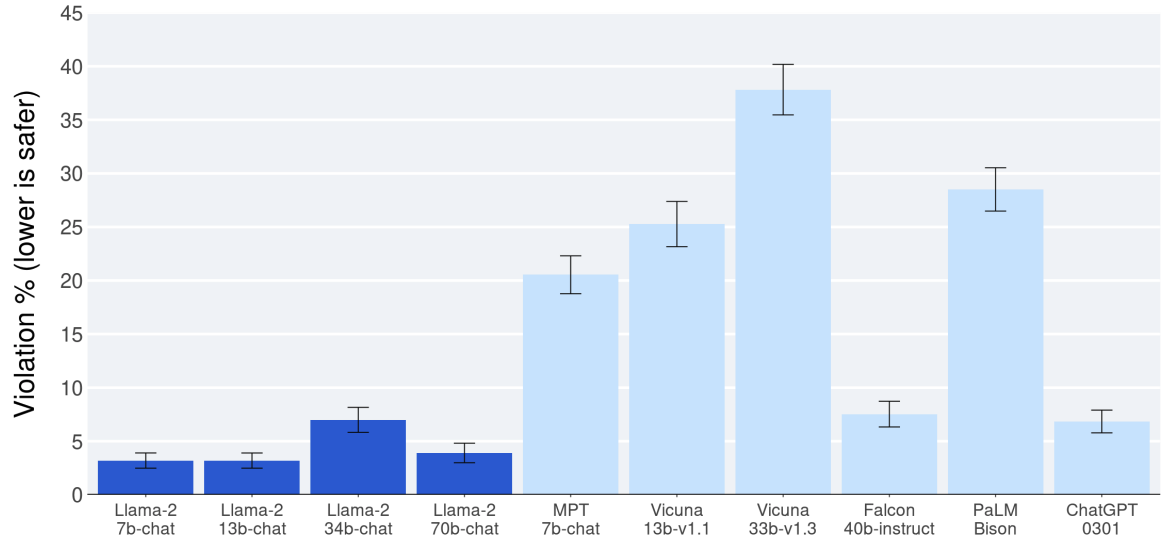 Violation % (lower is safer)
45
40
35
30
25
20
15
10
5
0
Llama-2
7b-chat
Llama-2
13b-chat
Llama-2
34b-chat
Llama-2
70b-chat
MPT
7b-chat
Vicuna
13b-v1.1
Vicuna
33b-v1.3
Falcon
40b-instruct
PaLM
Bison
ChatGPT
0301